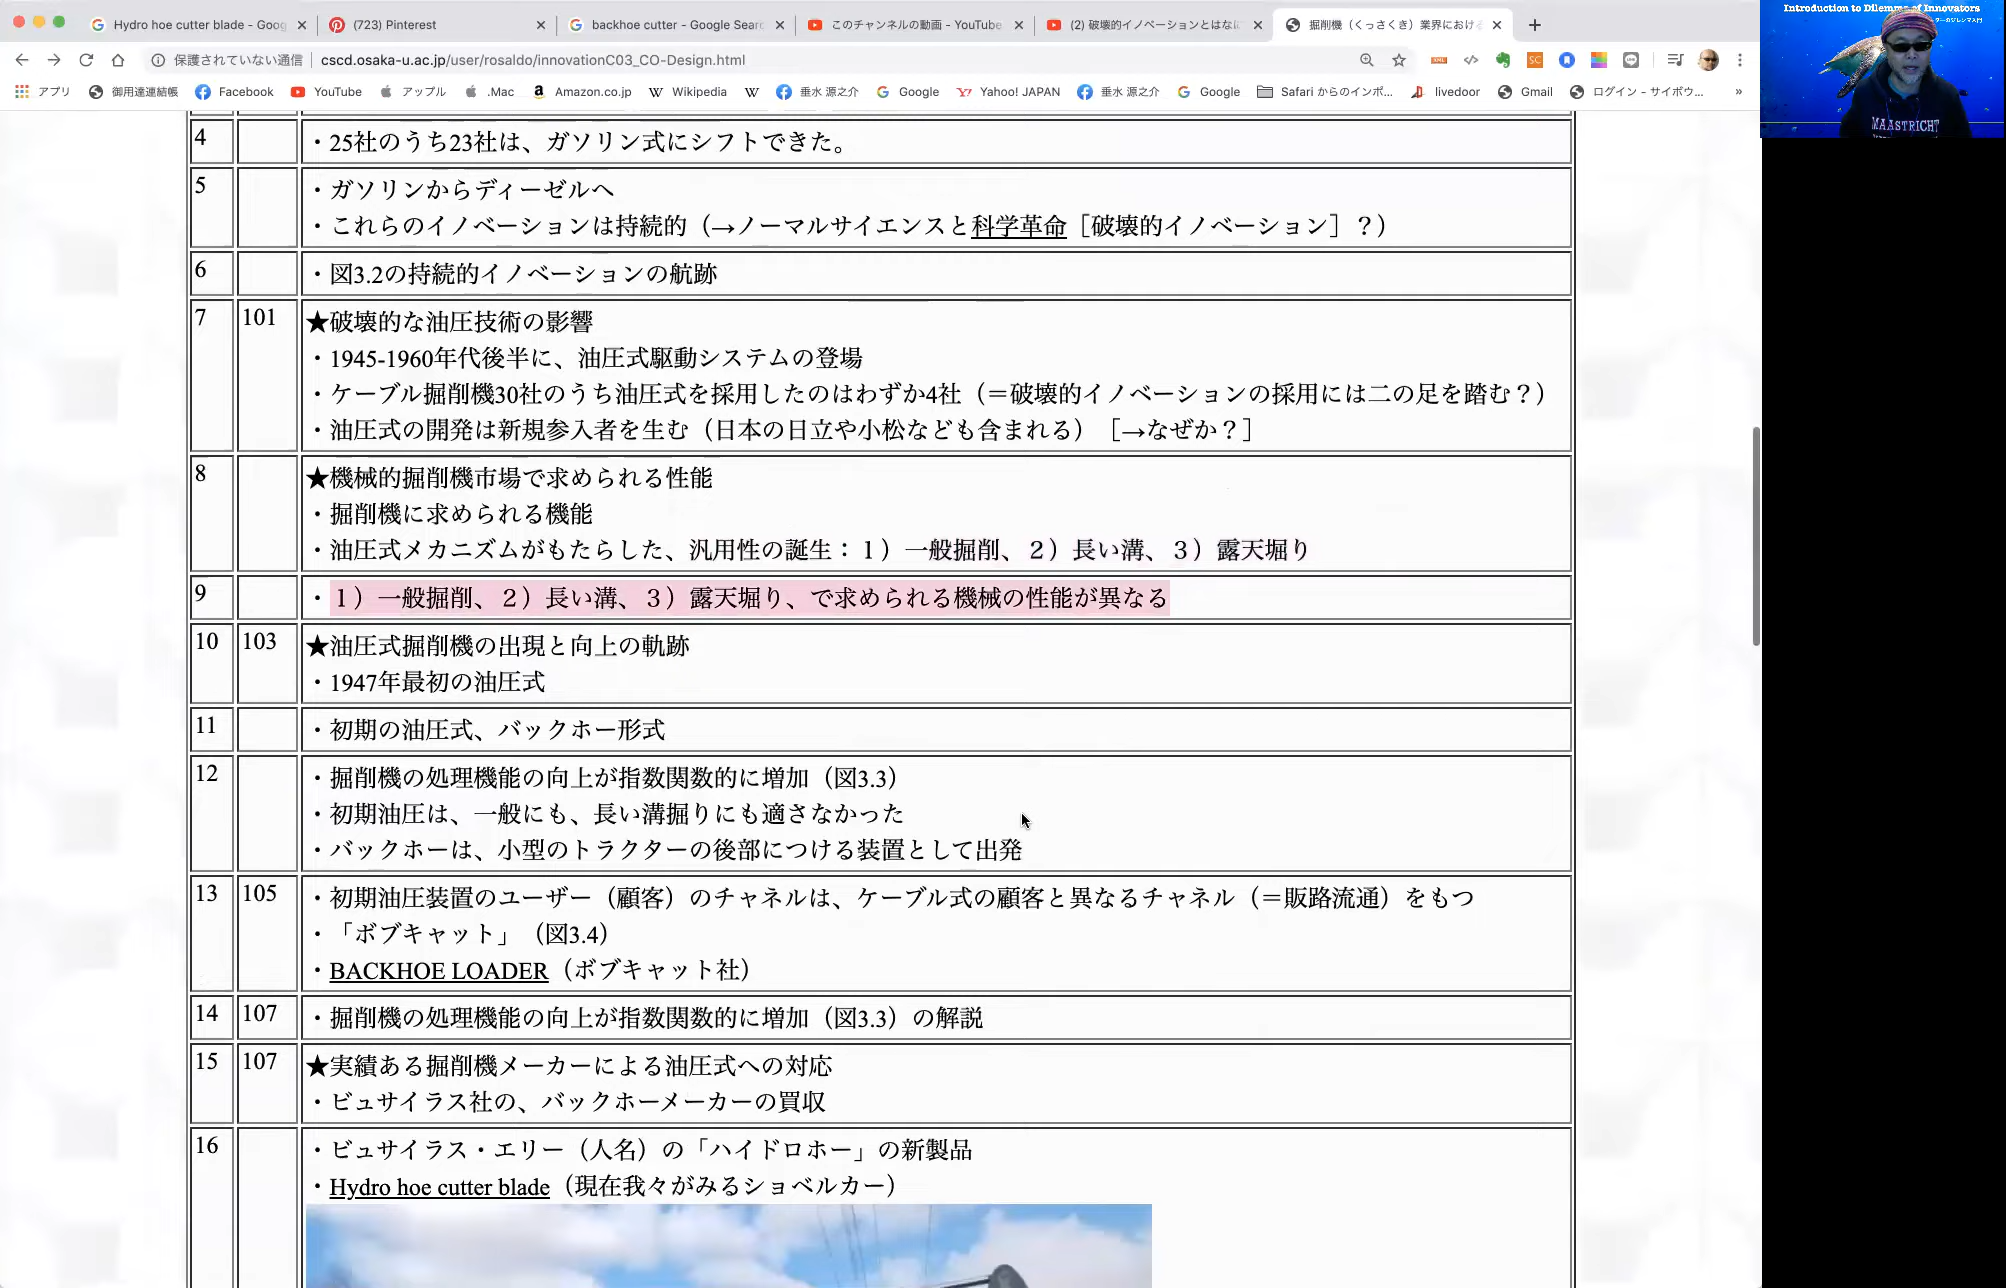 Hydro hoe cutter blade - Goog
(723) Pinterest
backhoe cutter - Google Searc
このチャンネルの動画 - YouTube
(2) 破壊的イノベーションとはなに
掘削機（くっさくき）業界における
保護されていない通信 | cscd.osaka-u.ac.jp/user/rosaldo/innovationC03_CO-Design.html
アプリ 御用達連結帳 Facebook YouTube アップル .Mac Amazon.co.jp Wikipedia 垂水 源之介 Google Yahoo! JAPAN 垂水 源之介 Google Safari からのインポ... livedoor Gmail ログイン - サイボウ... »
Introduction to Dilemma of Innovators
MAASTRICHT
4 ・25社のうち23社は、ガソリン式にシフトできた。
5 ・ガソリンからディーゼルへ
・これらのイノベーションは持続的（→ノーマルサイエンスと科学革命［破壊的イノベーション］？）
6 ・図3.2の持続的イノベーションの航跡
7 101 ★破壊的な油圧技術の影響
・1945-1960年代後半に、油圧式駆動システムの登場
・ケーブル掘削機30社のうち油圧式を採用したのはわずか4社（＝破壊的イノベーションの採用には二の足を踏む？）
・油圧式の開発は新規参入者を生む（日本の日立や小松なども含まれる）［→なぜか？］
8 ★機械的掘削機市場で求められる性能
・掘削機に求められる機能
・油圧式メカニズムがもたらした、汎用性の誕生：１）一般掘削、２）長い溝、３）露天堀り
9 ・１）一般掘削、２）長い溝、３）露天堀り、で求められる機械の性能が異なる
10 103 ★油圧式掘削機の出現と向上の軌跡
・1947年最初の油圧式
11 ・初期の油圧式、バックホー形式
12 ・掘削機の処理機能の向上が指数関数的に増加（図3.3）
・初期油圧は、一般にも、長い溝掘りにも適さなかった
・バックホーは、小型のトラクターの後部につける装置として出発
13 105 ・初期油圧装置のユーザー（顧客）のチャネルは、ケーブル式の顧客と異なるチャネル（＝販路流通）をもつ
・「ボブキャット」（図3.4）
・BACKHOE LOADER（ボブキャット社）
14 107 ・掘削機の処理機能の向上が指数関数的に増加（図3.3）の解説
15 107 ★実績ある掘削機メーカーによる油圧式への対応
・ビュサイラス社の、バックホーメーカーの買収
16 ・ビュサイラス・エリー（人名）の「ハイドロホー」の新製品
・Hydro hoe cutter blade（現在我々がみるショベルカー）